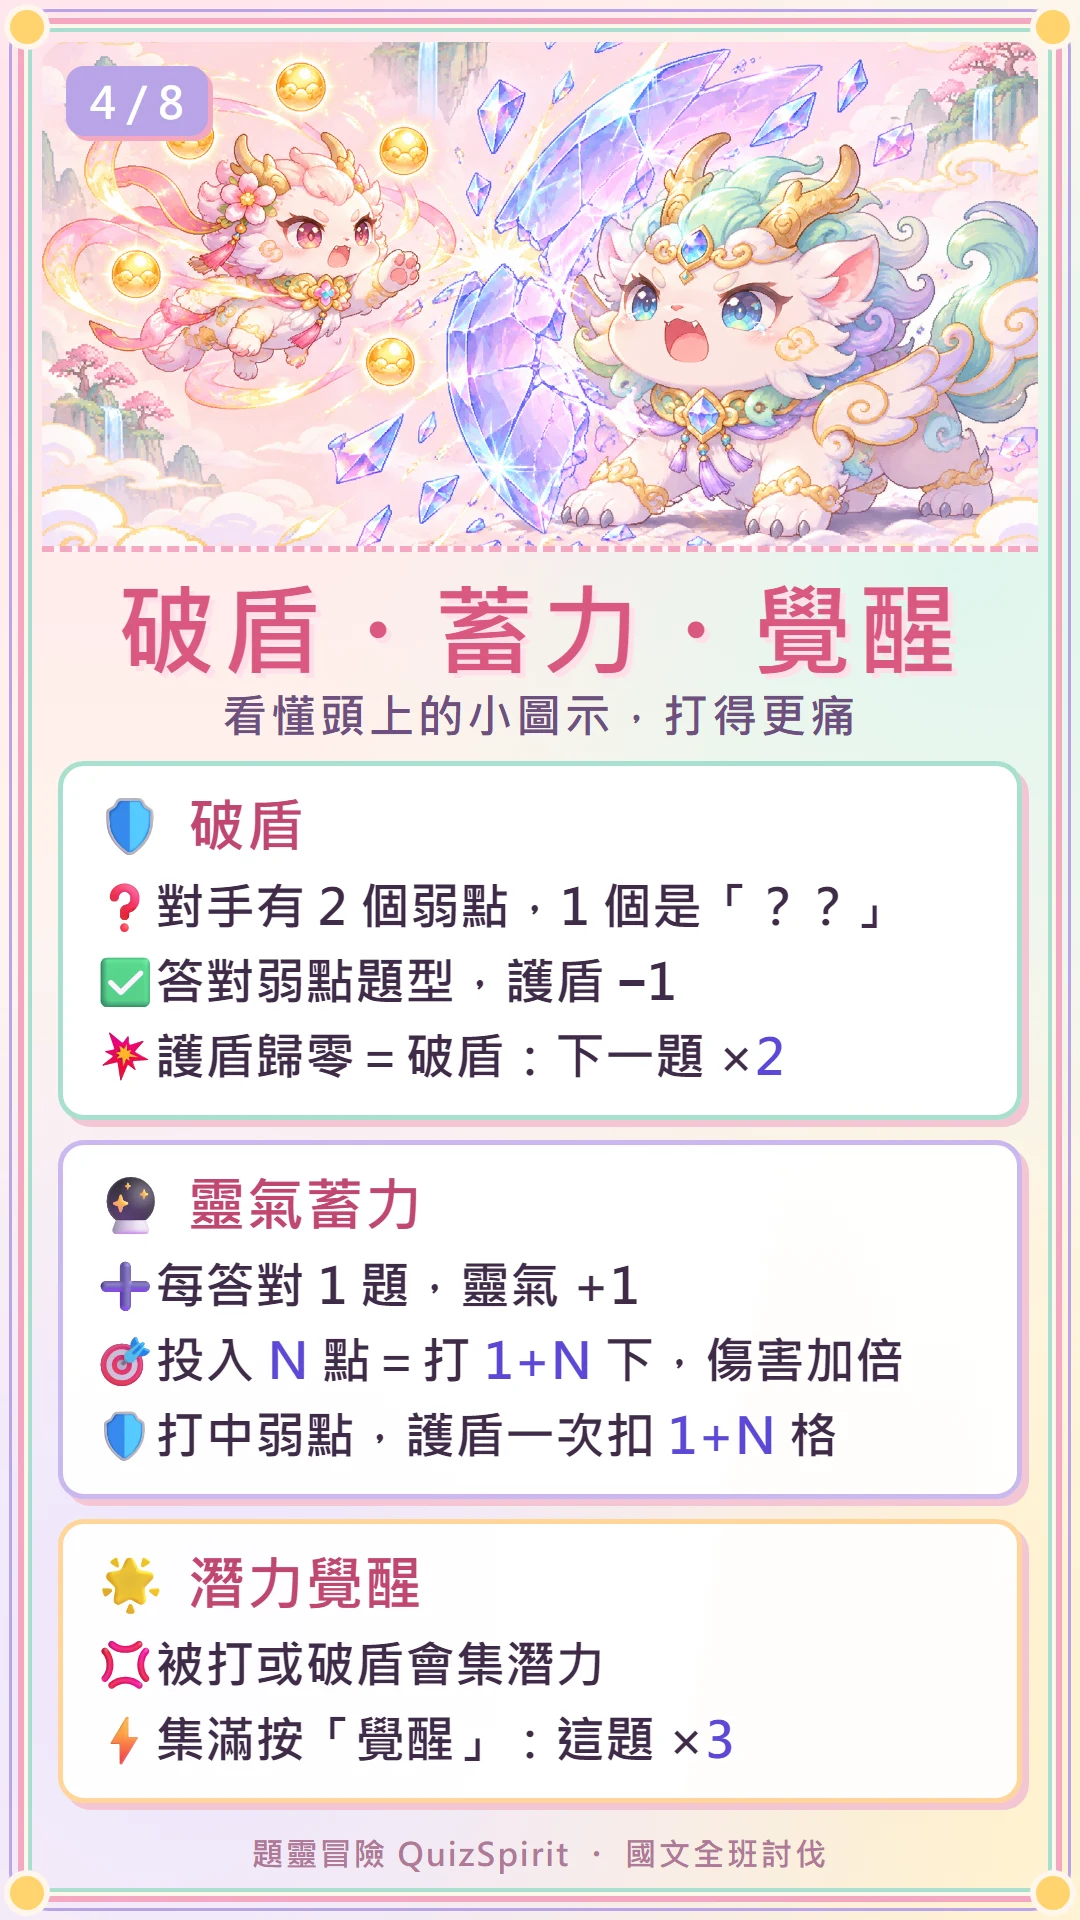 4/8
破盾・蓄力・覺醒
看懂頭上的小圖示，打得更痛
破盾
對手有 2 個弱點，1 個是「？？」
答對弱點題型，護盾 −1
護盾歸零 = 破盾：下一題 ×2
靈氣蓄力
每答對 1 題，靈氣 +1
投入 N 點 = 打 1+N 下，傷害加倍
打中弱點，護盾一次扣 1+N 格
潛力覺醒
被打或破盾會集潛力
集滿按「覺醒」：這題 ×3
題靈冒險 QuizSpirit ・ 國文全班討伐